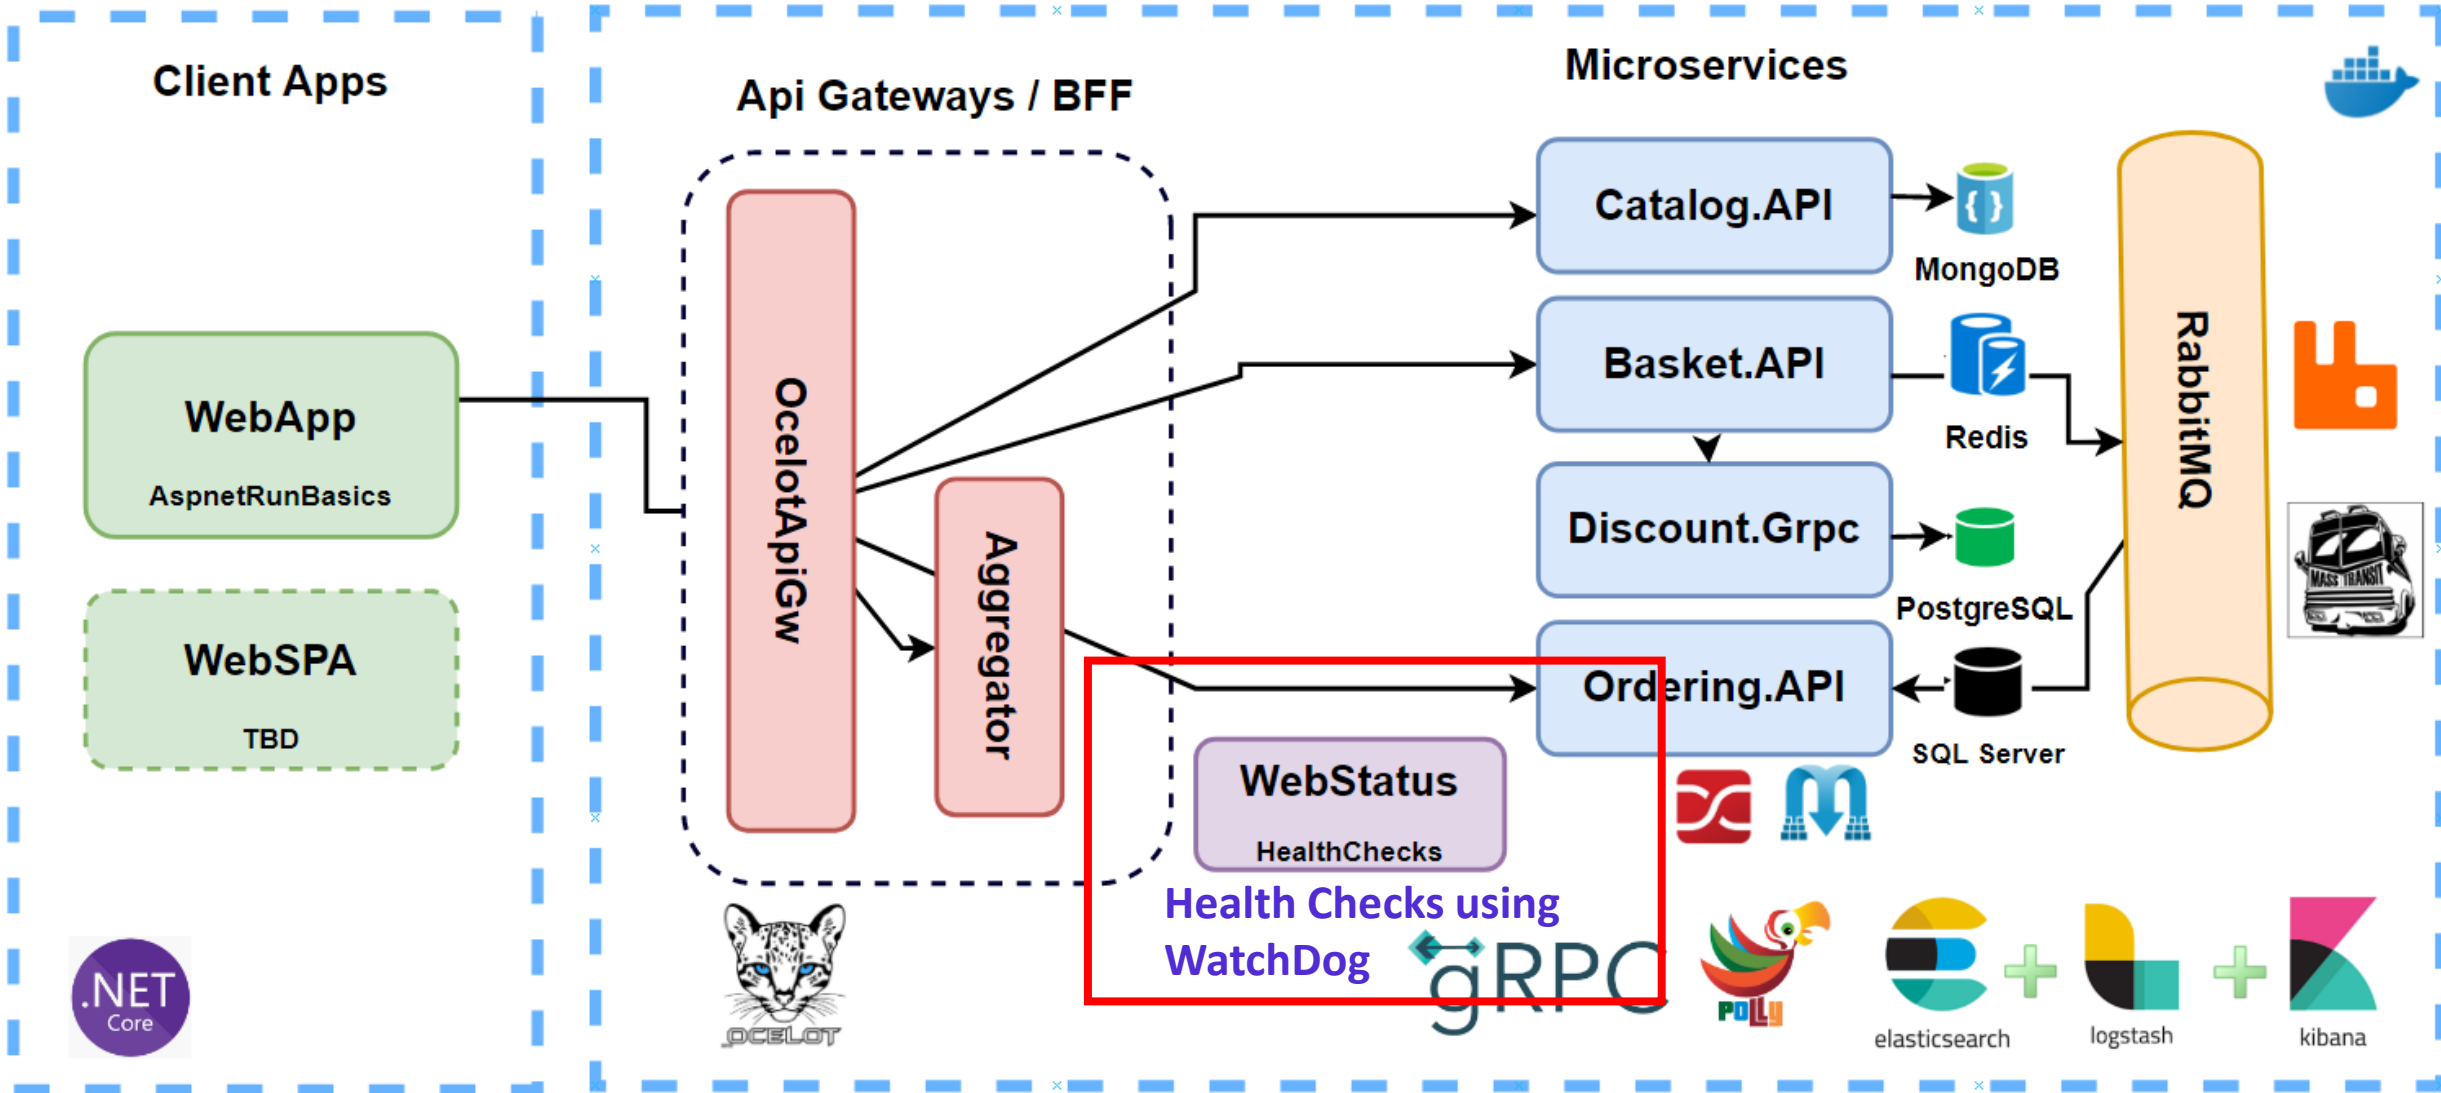 Client Apps
WebApp
AspnetRunBasics
WebSPA
TBD
.NET
Core
Api Gateways / BFF
OcelotApiGw
Aggregator
OCELOT
Microservices
Catalog.API
MongoDB
Basket.API
Redis
Discount.Grpc
PostgreSQL
Ordering.API
SQL Server
RabbitMQ
MASS TRANSIT
WebStatus
HealthChecks
Health Checks using
WatchDog
gRPC
POLLY
elasticsearch
logstash
kibana